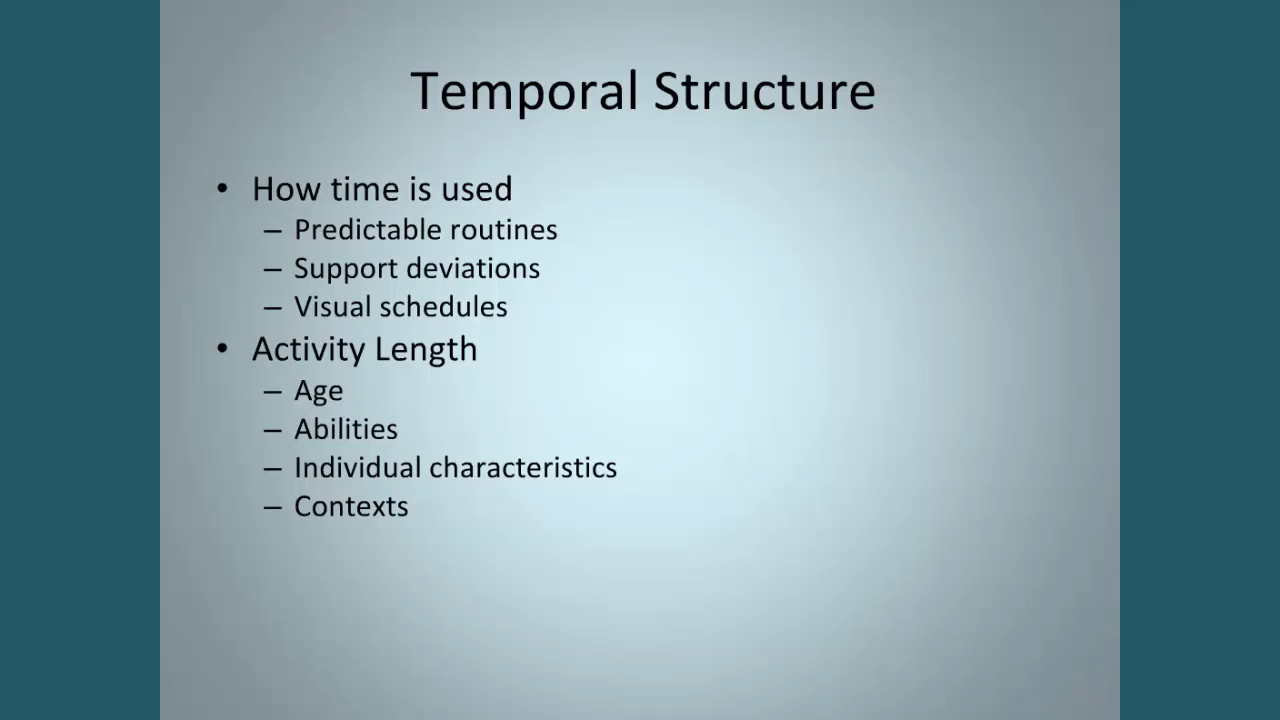 Temporal Structure
• How time is used
– Predictable routines
– Support deviations
– Visual schedules
• Activity Length
– Age
– Abilities
– Individual characteristics
– Contexts